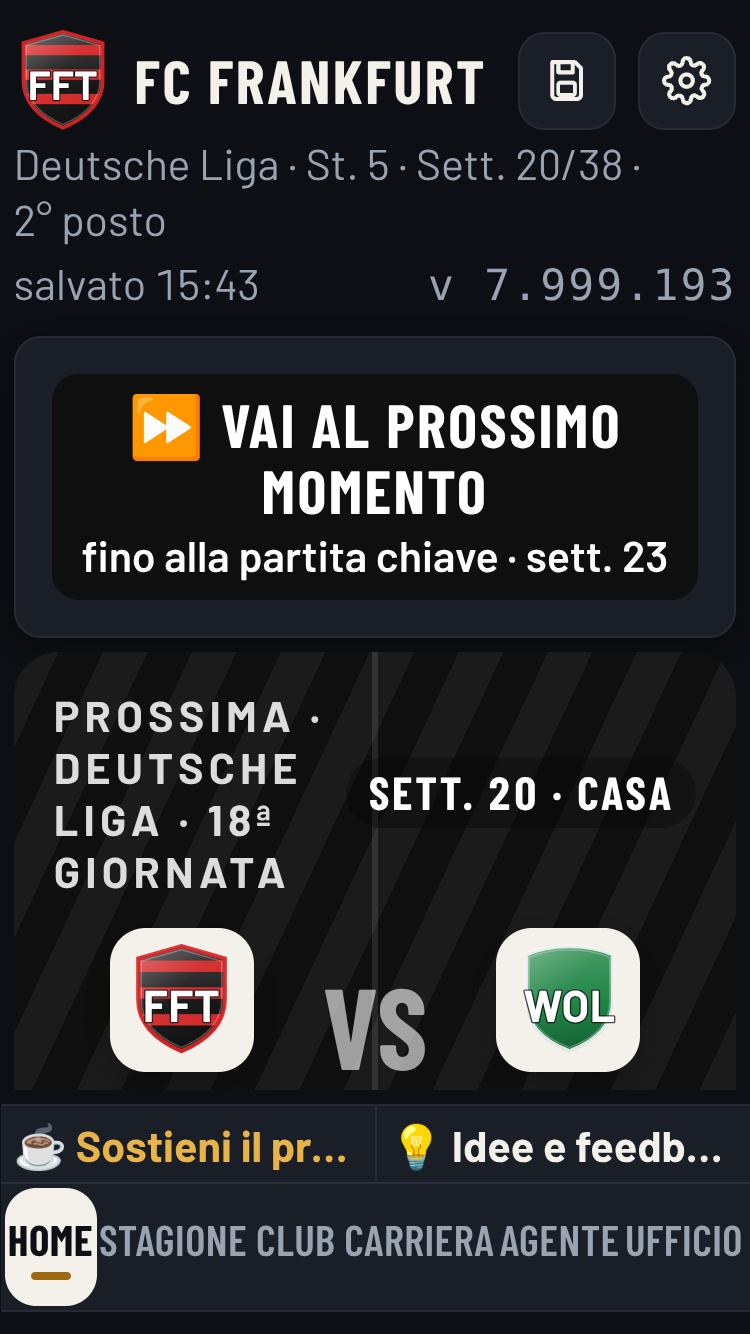 FFT FC FRANKFURT
Deutsche Liga · St. 5 · Sett. 20/38 ·
2° posto
salvato 15:43 v 7.999.193
VAI AL PROSSIMO
MOMENTO
fino alla partita chiave · sett. 23
PROSSIMA ·
DEUTSCHE
LIGA · 18ª
GIORNATA
SETT. 20 · CASA
FFT VS WOL
Sostieni il pr... Idee e feedb...
HOME STAGIONE CLUB CARRIERA AGENTE UFFICIO